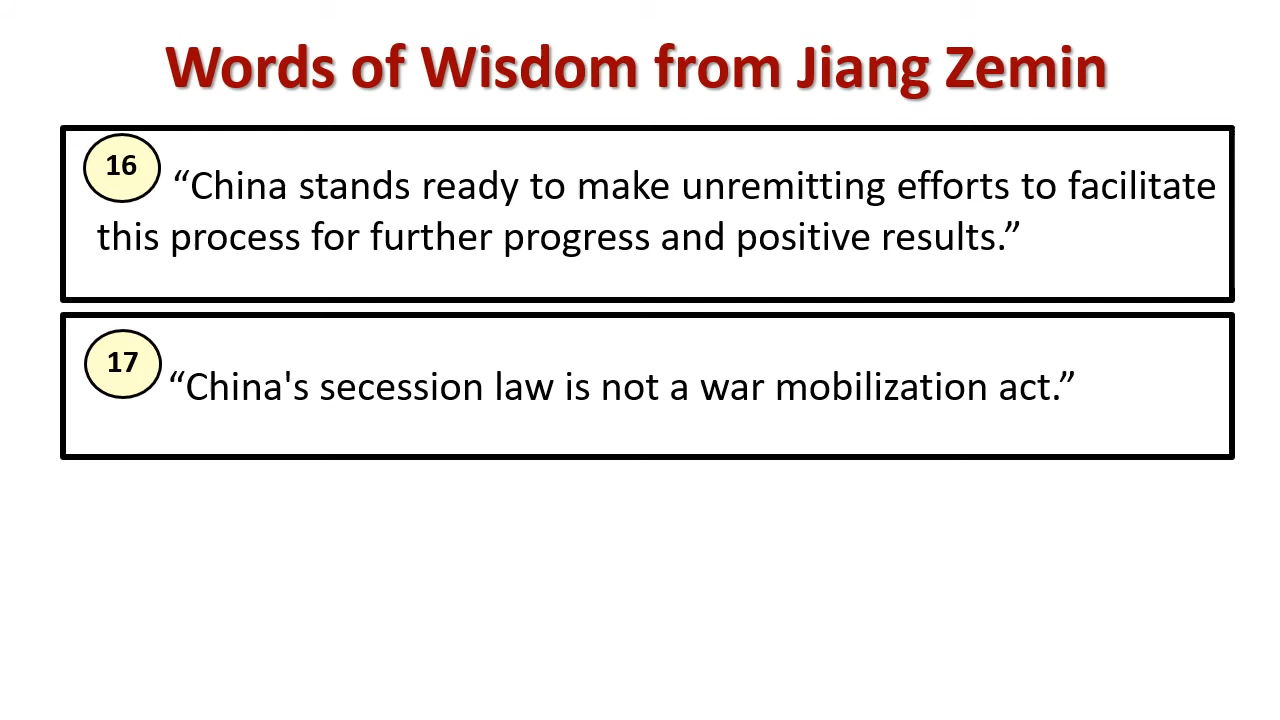 Words of Wisdom from Jiang Zemin
16
“China stands ready to make unremitting efforts to facilitate
this process for further progress and positive results.”
17
“China's secession law is not a war mobilization act.”